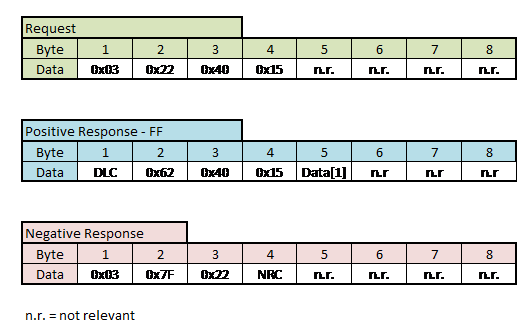 Request
Byte 1 2 3 4 5 6 7 8
Data 0x03 0x22 0x40 0x15 n.r. n.r. n.r. n.r.
Positive Response - FF
Byte 1 2 3 4 5 6 7 8
Data DLC 0x62 0x40 0x15 Data[1] n.r n.r n.r
Negative Response
Byte 1 2 3 4 5 6 7 8
Data 0x03 0x7F 0x22 NRC n.r. n.r. n.r. n.r.
n.r. = not relevant